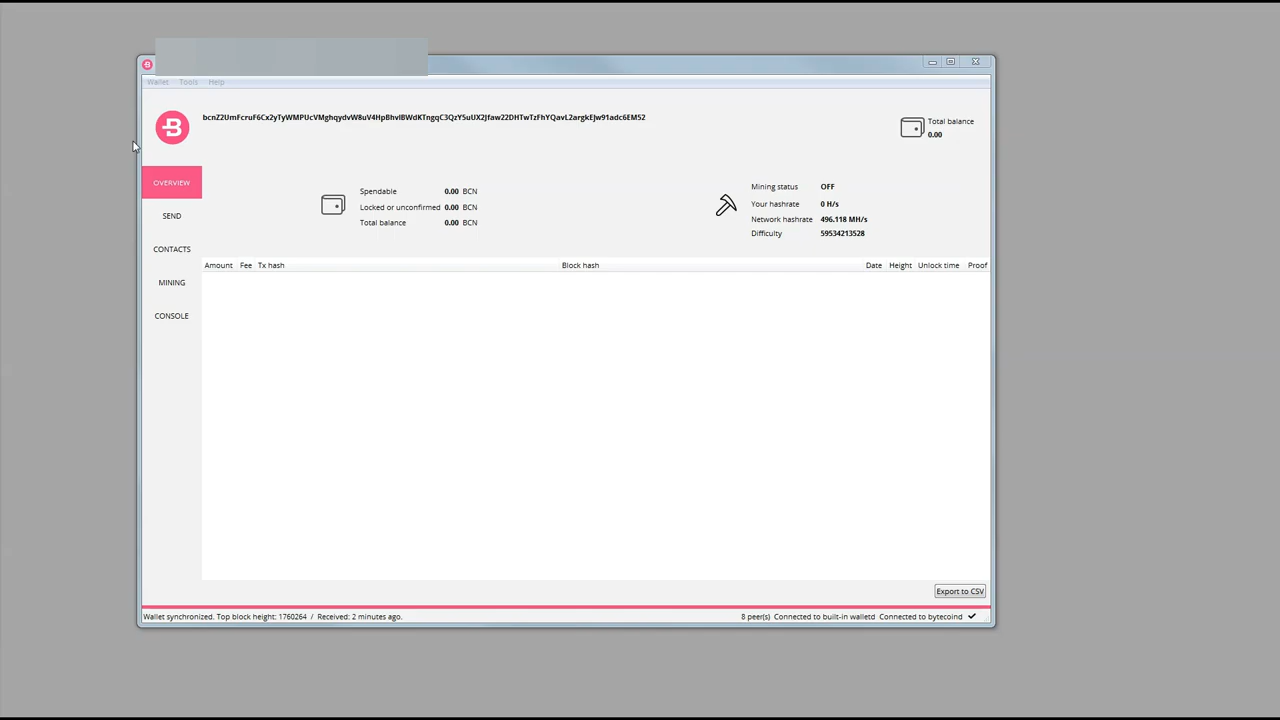 Wallet Tools Help
bcnZ2UmFcruF6Cx2yTyWMPUcVMghqydvW8uV4HpBhvIBWdKTngqC3QzY5uUX2Jfaw22DHTwTzFhYQavL2argkEJw91adc6EM52
Total balance
0.00
OVERVIEW
SEND
CONTACTS
MINING
CONSOLE
Spendable 0.00 BCN
Locked or unconfirmed 0.00 BCN
Total balance 0.00 BCN
Mining status OFF
Your hashrate 0 H/s
Network hashrate 496.118 MH/s
Difficulty 59534213528
Amount Fee Tx hash Block hash Date Height Unlock time Proof
Export to CSV
Wallet synchronized. Top block height: 1760264 / Received: 2 minutes ago. 8 peer(s) Connected to built-in walletd Connected to bytecoind